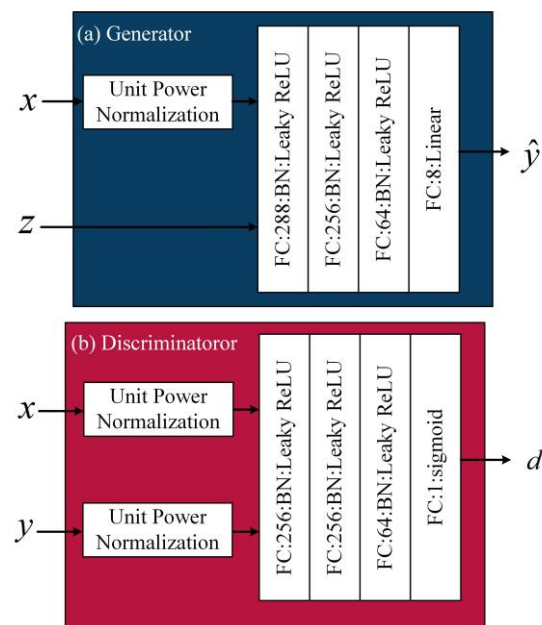 (a) Generator
x
Unit Power
Normalization
z
FC:288:BN:Leaky ReLU
FC:256:BN:Leaky ReLU
FC:64:BN:Leaky ReLU
FC:8:Linear
ŷ
(b) Discriminatoror
x
Unit Power
Normalization
y
Unit Power
Normalization
FC:256:BN:Leaky ReLU
FC:256:BN:Leaky ReLU
FC:64:BN:Leaky ReLU
FC:1:sigmoid
d